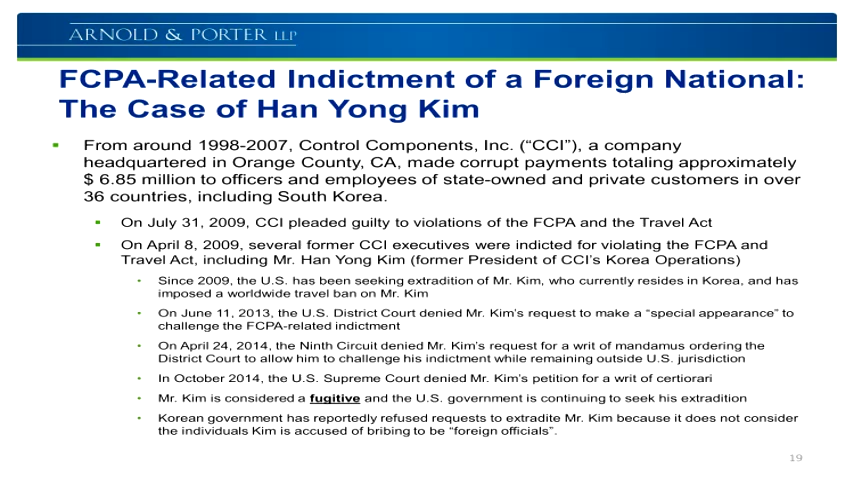 ARNOLD & PORTER LLP
FCPA-Related Indictment of a Foreign National:
The Case of Han Yong Kim
From around 1998-2007, Control Components, Inc. (“CCI”), a company
headquartered in Orange County, CA, made corrupt payments totaling approximately
$ 6.85 million to officers and employees of state-owned and private customers in over
36 countries, including South Korea.
On July 31, 2009, CCI pleaded guilty to violations of the FCPA and the Travel Act
On April 8, 2009, several former CCI executives were indicted for violating the FCPA and
Travel Act, including Mr. Han Yong Kim (former President of CCI’s Korea Operations)
Since 2009, the U.S. has been seeking extradition of Mr. Kim, who currently resides in Korea, and has
imposed a worldwide travel ban on Mr. Kim
On June 11, 2013, the U.S. District Court denied Mr. Kim’s request to make a “special appearance” to
challenge the FCPA-related indictment
On April 24, 2014, the Ninth Circuit denied Mr. Kim’s request for a writ of mandamus ordering the
District Court to allow him to challenge his indictment while remaining outside U.S. jurisdiction
In October 2014, the U.S. Supreme Court denied Mr. Kim’s petition for a writ of certiorari
Mr. Kim is considered a fugitive and the U.S. government is continuing to seek his extradition
Korean government has reportedly refused requests to extradite Mr. Kim because it does not consider
the individuals Kim is accused of bribing to be “foreign officials”.
19